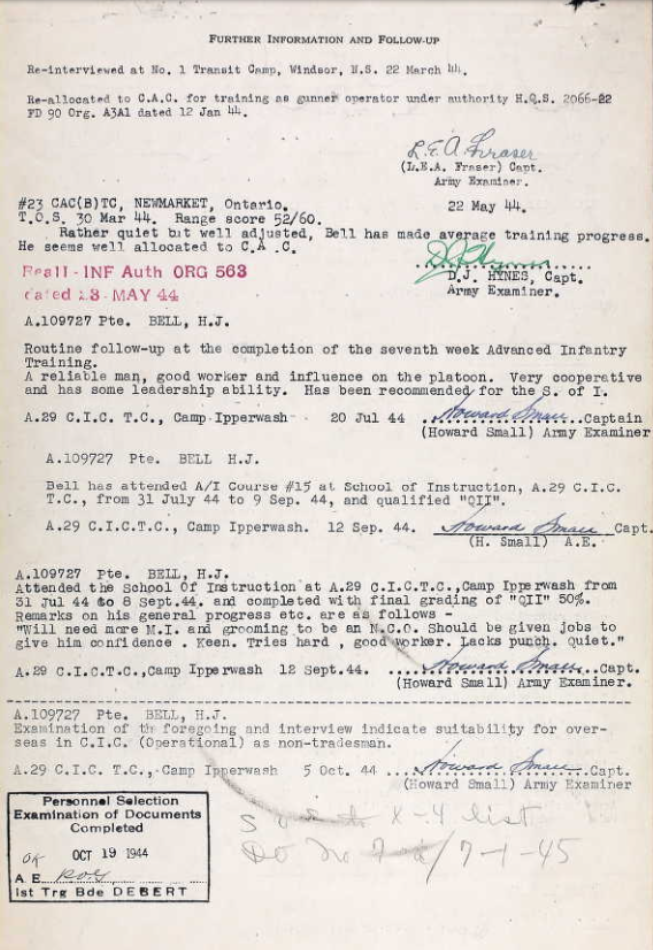 FURTHER INFORMATION AND FOLLOW-UP
Re-interviewed at No. 1 Transit Camp, Windsor, N.S. 22 March 44.
Re-allocated to C.A.C. for training as gunner operator under authority H.Q.S. 2066-22
FD 90 Org. A3A1 dated 12 Jan 44.
L.E.A. Fraser
(L.E.A. Fraser) Capt.
Army Examiner.
#23 CAC(B)TC, NEWMARKET, Ontario.
22 May 44.
T.O.S. 30 Mar 44. Range score 52/60.
Rather quiet but well adjusted, Bell has made average training progress.
He seems well allocated to C.A.C.
D.J. Hynes
Reall - INF Auth ORG 563
D.J. HYNES, Capt.
dated 23 MAY 44
Army Examiner.
A.109727 Pte. BELL, H.J.
Routine follow-up at the completion of the seventh week Advanced Infantry
Training.
A reliable man, good worker and influence on the platoon. Very cooperative
and has some leadership ability. Has been recommended for the S. of I.
A.29 C.I.C. T.C., Camp Ipperwash 20 Jul 44 ..Howard Small..Captain
(Howard Small) Army Examiner
A.109727 Pte. BELL H.J.
Bell has attended A/I Course #15 at School of Instruction, A.29 C.I.C.
T.C., from 31 July 44 to 9 Sep. 44, and qualified "QII".
A.29 C.I.C.T.C., Camp Ipperwash. 12 Sep. 44. Howard Small Capt.
(H. Small) A.E.
A.109727 Pte. BELL, H.J.
Attended the School Of Instruction at A.29 C.I.C.T.C.,Camp Ipperwash from
31 Jul 44 to 8 Sept.44. and completed with final grading of "QII" 50%.
Remarks on his general progress etc. are as follows -
"Will need more M.I. and grooming to be an N.C.O. Should be given jobs to
give him confidence . Keen. Tries hard , good worker. Lacks punch. Quiet."
A.29 C.I.C.T.C.,Camp Ipperwash 12 Sept.44. ....Howard Small...Capt.
(Howard Small) Army Examiner.
A.109727 Pte. BELL, H.J.
Examination of the foregoing and interview indicate suitability for over-
seas in C.I.C. (Operational) as non-tradesman.
A.29 C.I.C. T.C., Camp Ipperwash 5 Oct. 44 ....Howard Small.Capt.
(Howard Small) Army Examiner
Personnel Selection
Examination of Documents
Completed
OK OCT 19 1944
A.E.
1st Trg Bde DEBERT
X-4 list
DO No /7-1-45